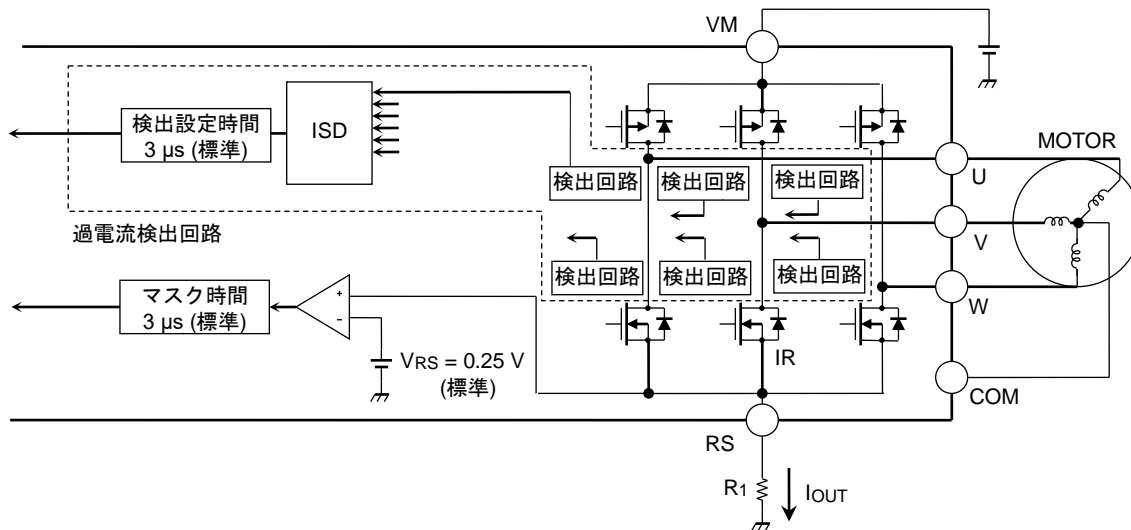 VM
検出設定時間
3 µs (標準)
ISD
MOTOR
検出回路
検出回路
検出回路
U
過電流検出回路
V
検出回路
検出回路
検出回路
W
マスク時間
3 µs (標準)
+
-
VRS = 0.25 V
(標準)
IR
COM
RS
R1
IOUT